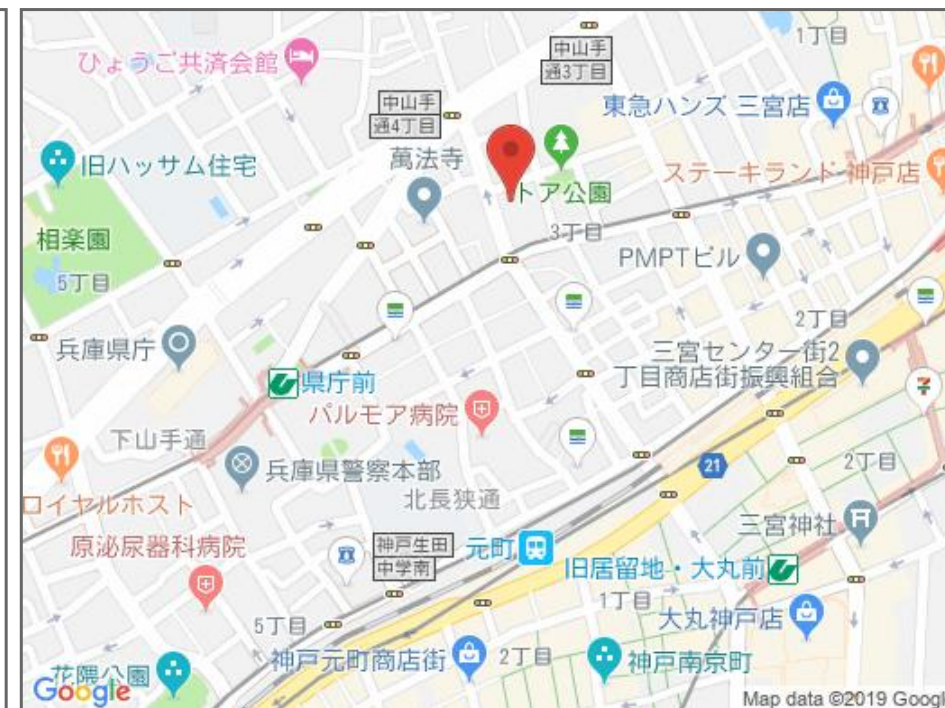 1丁目
中山手
通3丁目
ひょうご共済会館
中山手
通4丁目
東急ハンズ 三宮店
萬法寺
旧ハッサム住宅
トア公園
ステーキランド 神戸店
相楽園
3丁目
PMPTビル
5丁目
2丁目
兵庫県庁
三宮センター街2
丁目商店街振興組合
県庁前
パルモア病院
下山手通
兵庫県警察本部
21
2丁目
北長狭通
ロイヤルホスト
三宮神社
原泌尿器科病院
神戸生田
中学南
元町
旧居留地・大丸前
1丁目
5丁目
大丸神戸店
神戸元町商店街
2丁目
神戸南京町
花隈公園
Google
Map data ©2019 Googl